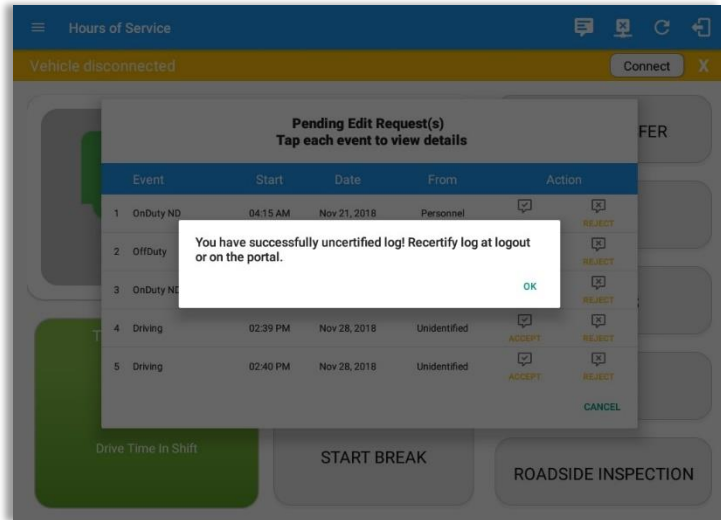 Hours of Service
Vehicle disconnected
Connect
X
Pending Edit Request(s)
Tap each event to view details
FER
Event Start Date From Action
1 OnDuty ND 04:15 AM Nov 21, 2018 Personnel
REJECT
2 OffDuty
REJECT
You have successfully uncertified log! Recertify log at logout
or on the portal.
OK
3 OnDuty ND
REJECT
4 Driving 02:39 PM Nov 28, 2018 Unidentified
ACCEPT REJECT
5 Driving 02:40 PM Nov 28, 2018 Unidentified
ACCEPT REJECT
CANCEL
T
Drive Time In Shift
START BREAK
ROADSIDE INSPECTION